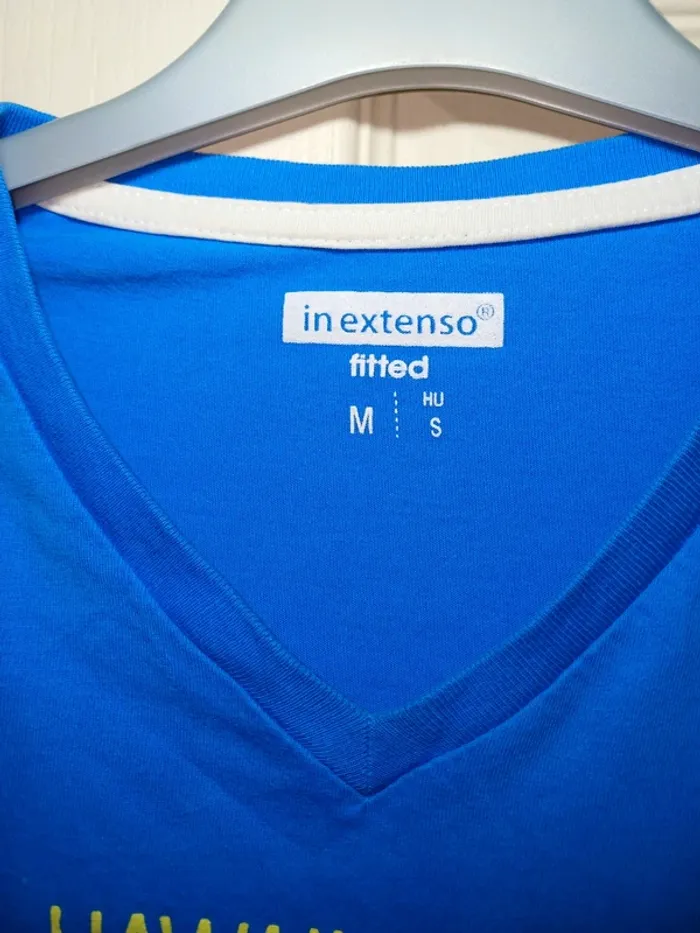 in extenso®
fitted
M HU
S